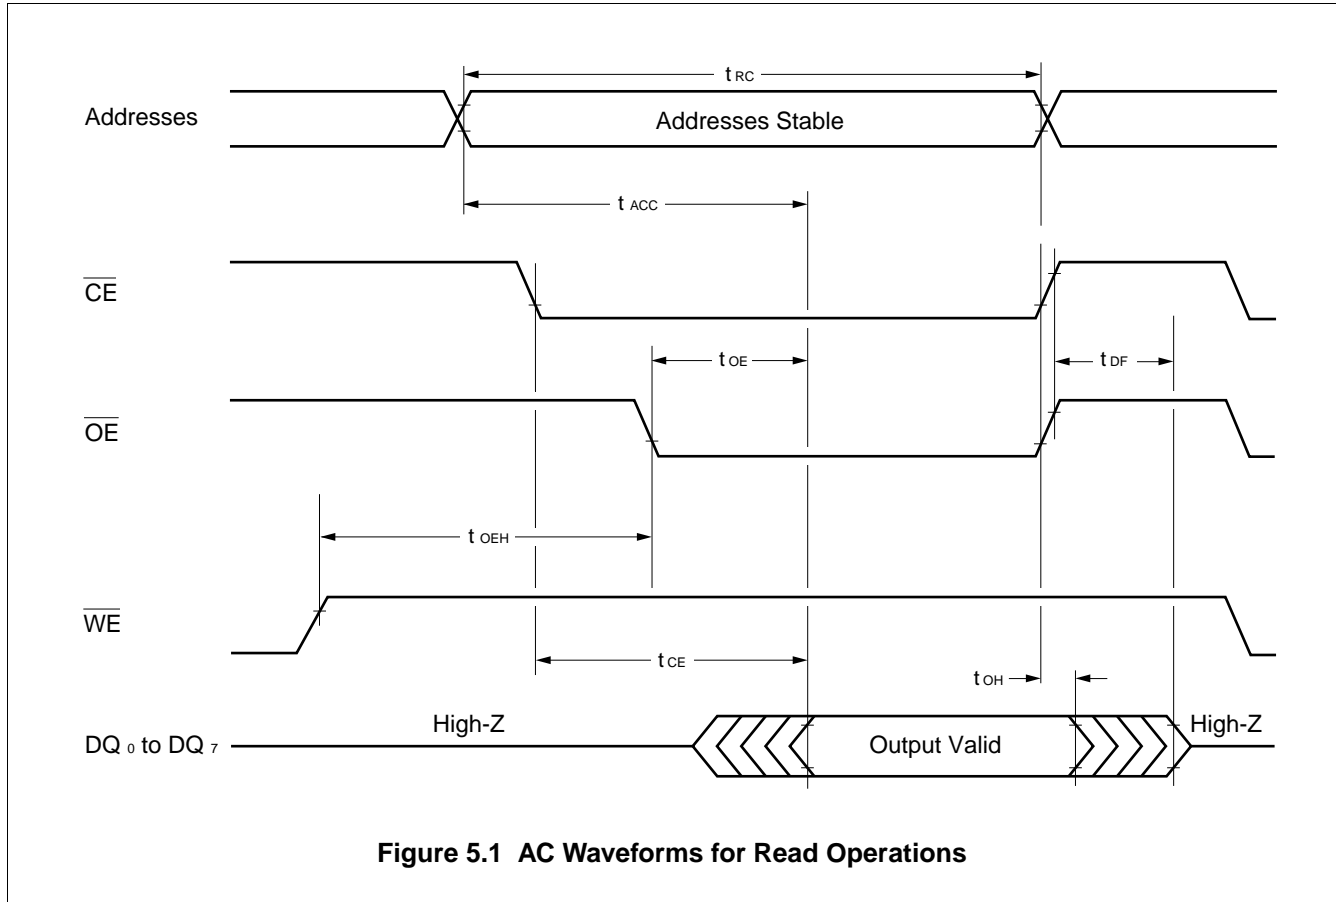 t RC
Addresses
Addresses Stable
t ACC
CE
t OE
t DF
OE
t OEH
WE
t CE
t OH
High-Z
High-Z
DQ 0 to DQ 7
Output Valid
Figure 5.1 AC Waveforms for Read Operations